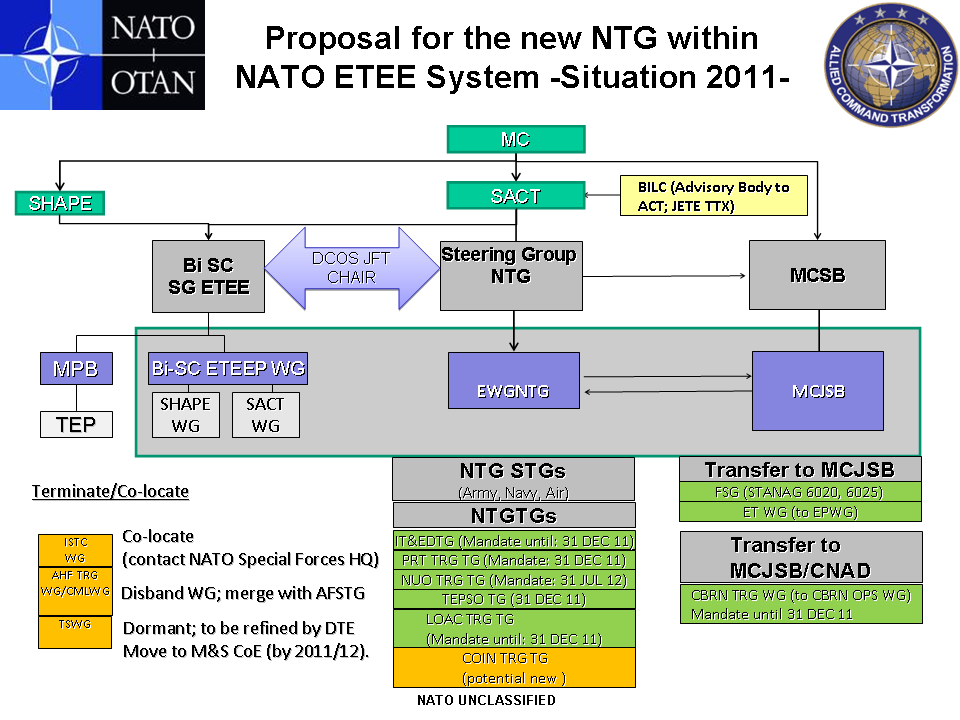 NATO
OTAN
Proposal for the new NTG within
NATO ETEE System -Situation 2011-
ALLIED COMMAND TRANSFORMATION
MC
SHAPE
SACT
BILC (Advisory Body to
ACT; JETE TTX)
Bi SC
SG ETEE
DCOS JFT
CHAIR
Steering Group
NTG
MCSB
MPB
Bi-SC ETEEP WG
EWGNTG
MCJSB
TEP
SHAPE
WG
SACT
WG
Terminate/Co-locate
ISTC
WG
Co-locate
(contact NATO Special Forces HQ)
AHF TRG
WG/CMLWG
Disband WG; merge with AFSTG
TSWG
Dormant; to be refined by DTE
Move to M&S CoE (by 2011/12).
NTG STGs
(Army, Navy, Air)
NTGTGs
IT&EDTG (Mandate until: 31 DEC 11)
PRT TRG TG (Mandate: 31 DEC 11)
NUO TRG TG (Mandate: 31 JUL 12)
TEPSO TG (31 DEC 11)
LOAC TRG TG
(Mandate until: 31 DEC 11)
COIN TRG TG
(potential new )
Transfer to MCJSB
FSG (STANAG 6020, 6025)
ET WG (to EPWG)
Transfer to
MCJSB/CNAD
CBRN TRG WG (to CBRN OPS WG)
Mandate until 31 DEC 11
NATO UNCLASSIFIED